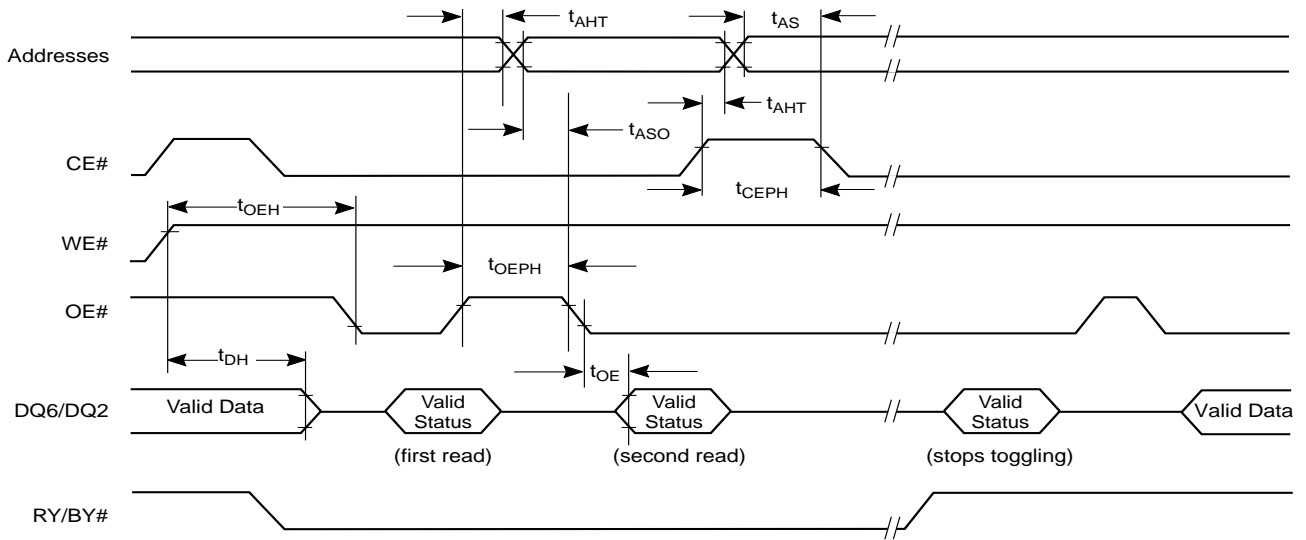 tAHT
tAS
Addresses
tAHT
tASO
CE#
tCEPH
tOEH
WE#
tOEPH
OE#
tDH
tOE
DQ6/DQ2
Valid Data
Valid
Status
Valid
Status
Valid
Status
Valid Data
(first read)
(second read)
(stops toggling)
RY/BY#